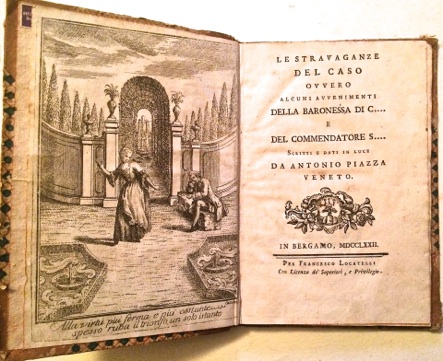 Alla virtù piu ferma e più costante
spesso ruba il trionfo, un solo istante
LE STRAVAGANZE
DEL CASO
OVVERO
ALCUNI AVVENIMENTI
DELLA BARONESSA DI C....
E
DEL COMMENDATORE S....
SCRITTI E DATI IN LUCE
DA ANTONIO PIAZZA
VENETO.
IN BERGAMO, MDCCLXXII.
PER FRANCESCO LOCATELLI
Con Licenza de' Superiori, e Privilegio.